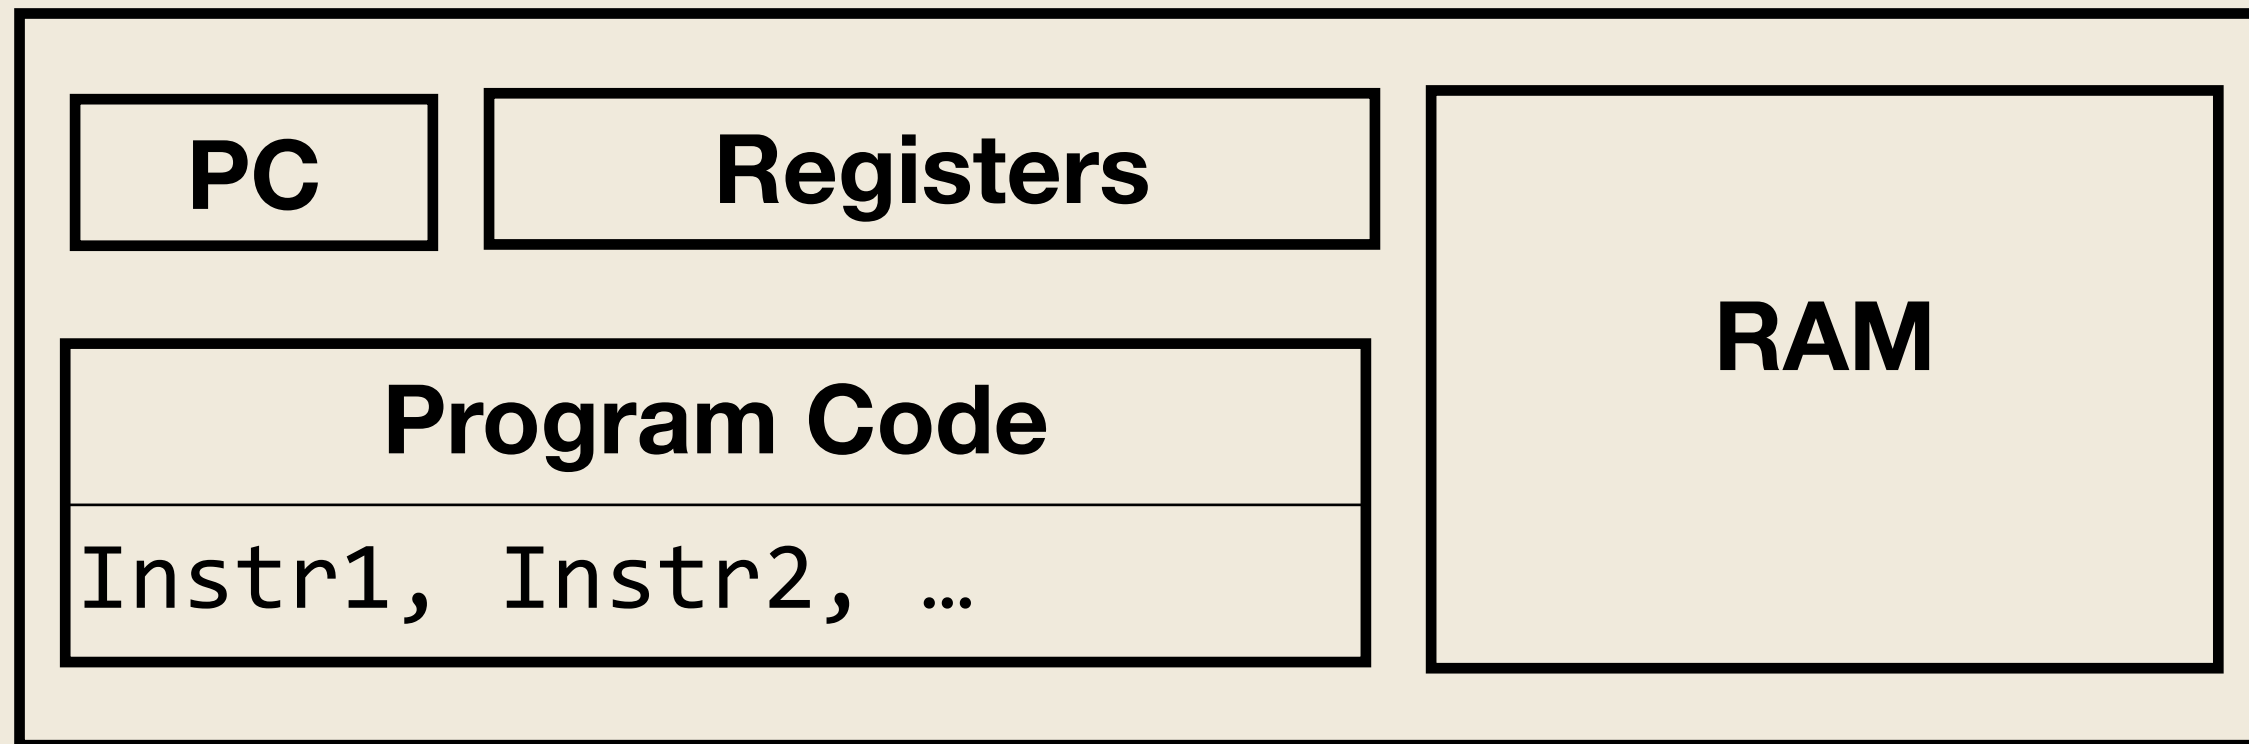 PC
Registers
RAM
Program Code
Instr1, Instr2, …